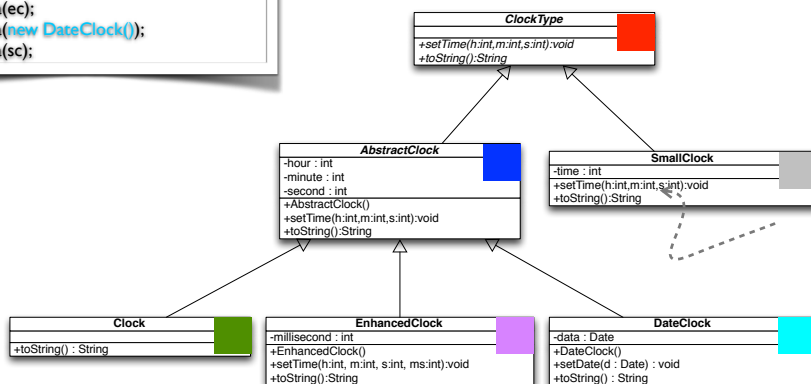 a(ec);
a(new DateClock());
a(sc);
ClockType
+setTime(h:int,m:int,s:int):void
+toString():String
AbstractClock
-hour : int
-minute : int
-second : int
+AbstractClock()
+setTime(h:int,m:int,s:int):void
+toString():String
SmallClock
-time : int
+setTime(h:int,m:int,s:int):void
+toString():String
Clock
+toString() : String
EnhancedClock
-millisecond : int
+EnhancedClock()
+setTime(h:int, m:int, s:int, ms:int):void
+toString():String
DateClock
-data : Date
+DateClock()
+setDate(d : Date) : void
+toString() : String